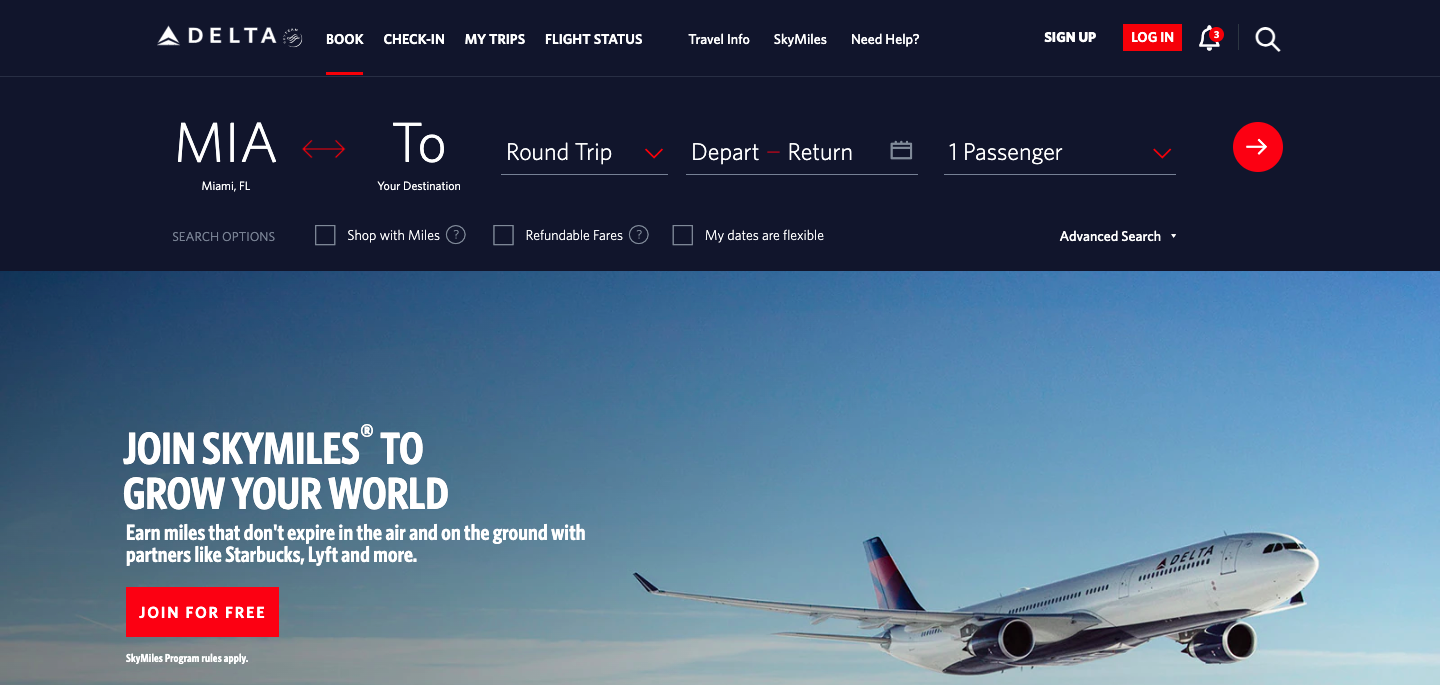 DELTA
BOOK CHECK-IN MY TRIPS FLIGHT STATUS Travel Info SkyMiles Need Help? SIGN UP LOG IN 3
MIA To
Miami, FL Your Destination
Round Trip Depart — Return 1 Passenger
SEARCH OPTIONS Shop with Miles ? Refundable Fares ? My dates are flexible Advanced Search
JOIN SKYMILES® TO
GROW YOUR WORLD
Earn miles that don't expire in the air and on the ground with
partners like Starbucks, Lyft and more.
JOIN FOR FREE
SkyMiles Program rules apply.
DELTA